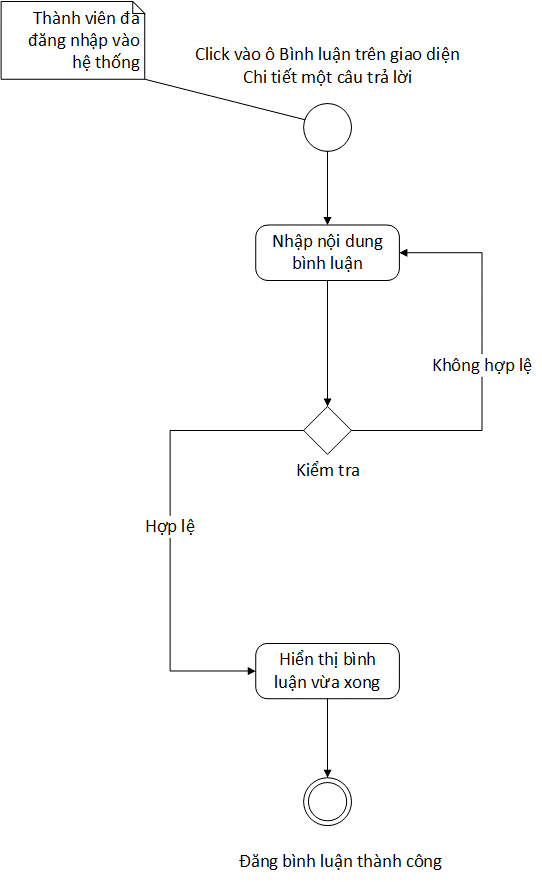 Thành viên đã
đăng nhập vào
hệ thống
Click vào ô Bình luận trên giao diện
Chi tiết một câu trả lời
Nhập nội dung
bình luận
Không hợp lệ
Kiểm tra
Hợp lệ
Hiển thị bình
luận vừa xong
Đăng bình luận thành công